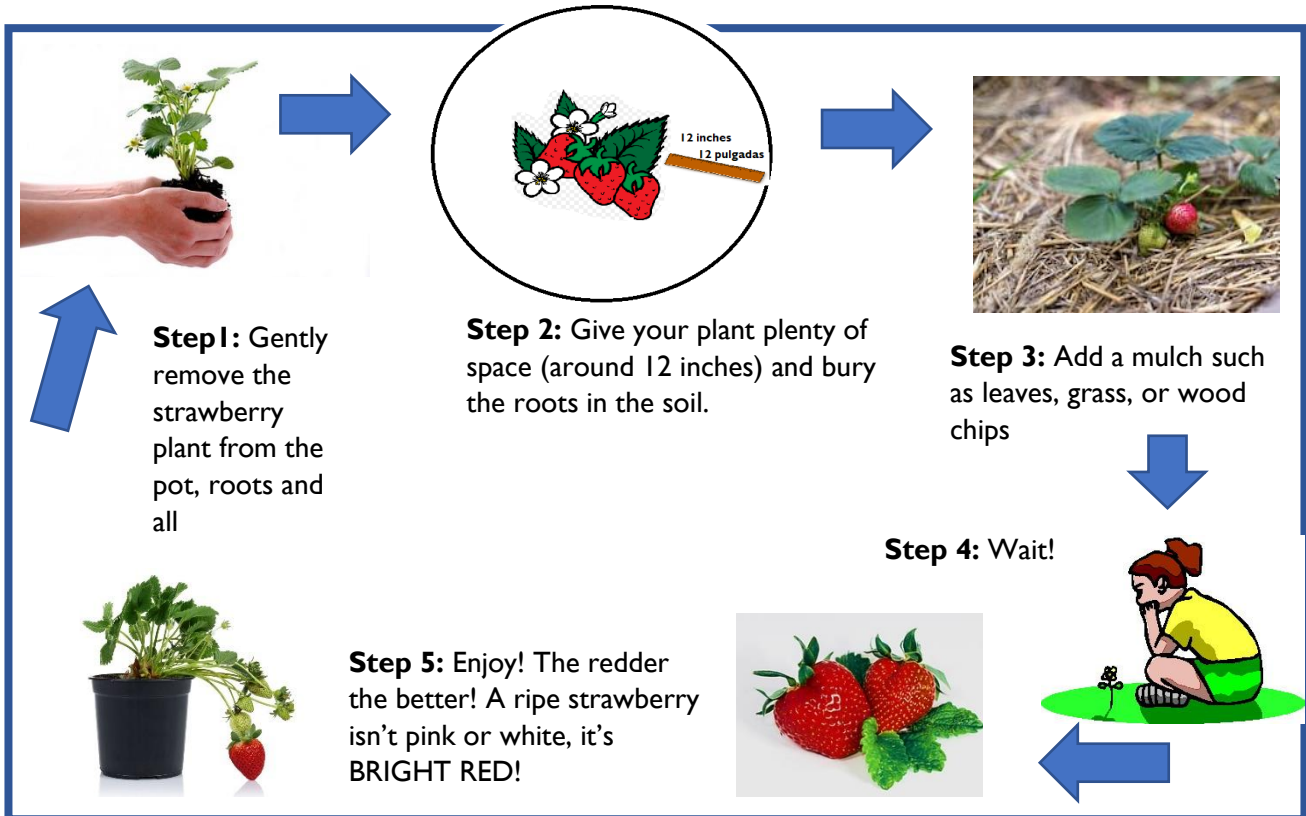 12 inches
12 pulgadas
Step1: Gently
remove the
strawberry
plant from the
pot, roots and
all
Step 2: Give your plant plenty of
space (around 12 inches) and bury
the roots in the soil.
Step 3: Add a mulch such
as leaves, grass, or wood
chips
Step 4: Wait!
Step 5: Enjoy! The redder
the better! A ripe strawberry
isn’t pink or white, it’s
BRIGHT RED!